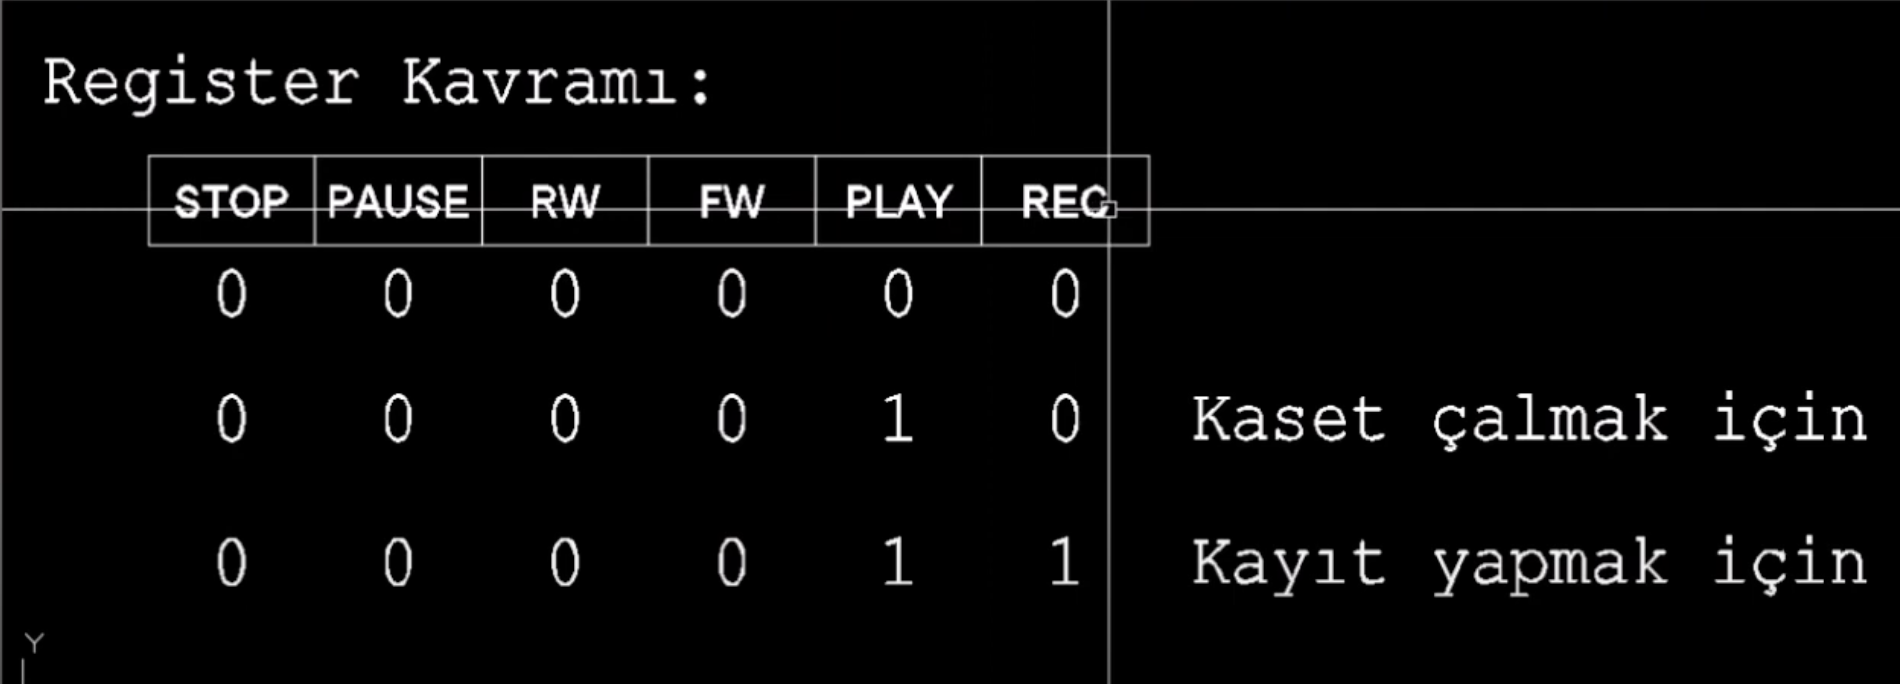 Register Kavramı:
STOP PAUSE RW FW PLAY REC
0 0 0 0 0 0
0 0 0 0 1 0 Kaset çalmak için
0 0 0 0 1 1 Kayıt yapmak için
Y